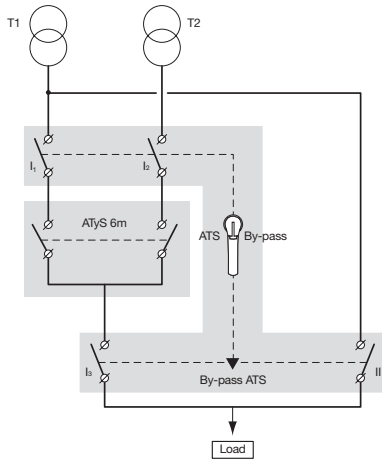 T1 T2
I₁ I₂
ATyS 6m
ATS By-pass
I₃ II
By-pass ATS
Load